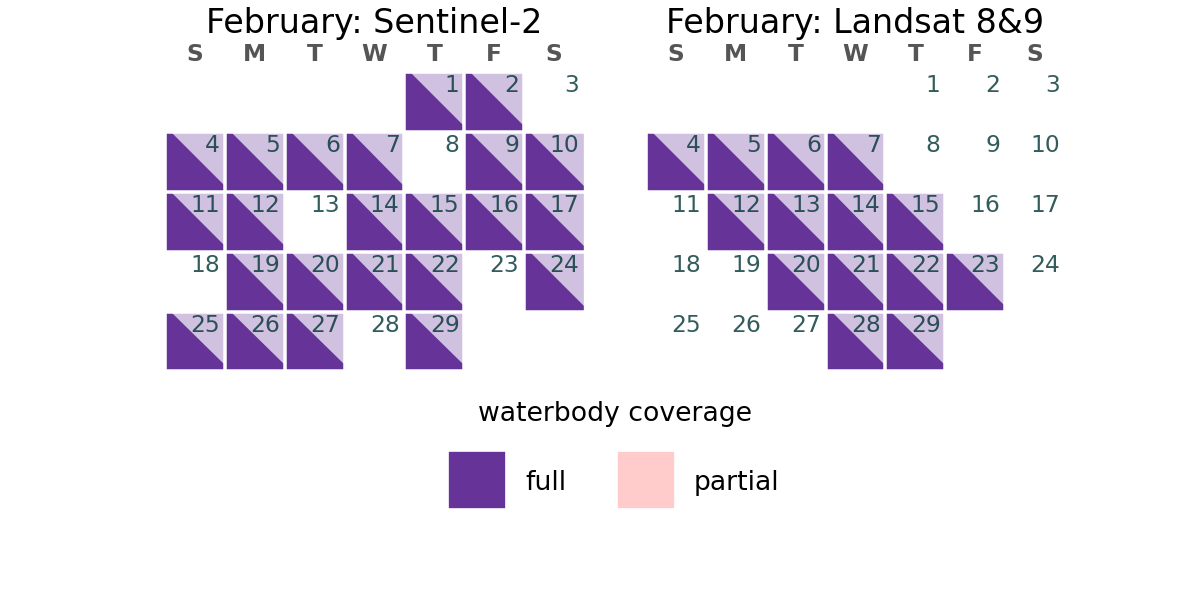 February: Sentinel-2
S M T W T F S
1 2 3
4 5 6 7 8 9 10
11 12 13 14 15 16 17
18 19 20 21 22 23 24
25 26 27 28 29
February: Landsat 8&9
S M T W T F S
1 2 3
4 5 6 7 8 9 10
11 12 13 14 15 16 17
18 19 20 21 22 23 24
25 26 27 28 29
waterbody coverage
full partial